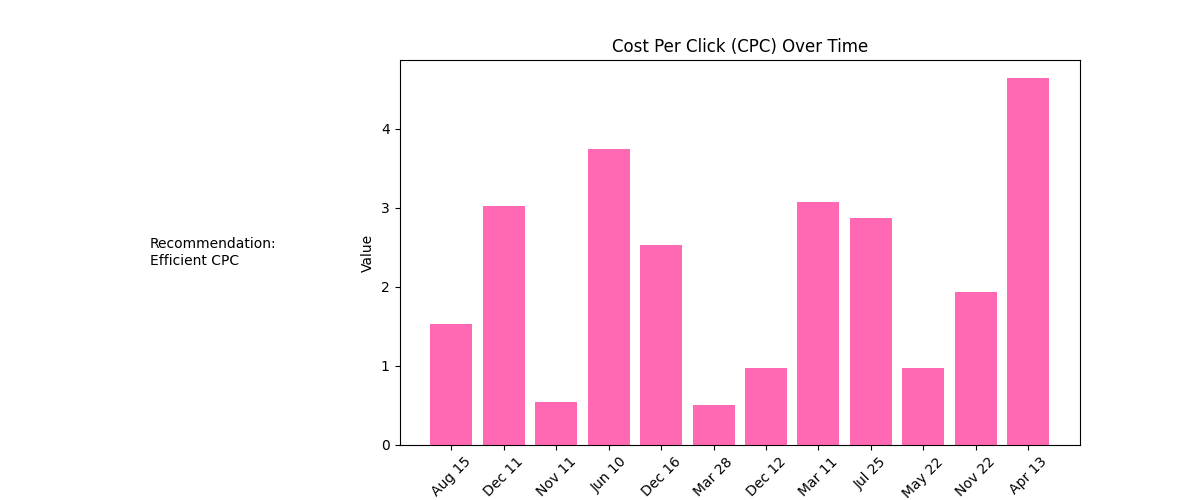 Cost Per Click (CPC) Over Time
Recommendation:
Efficient CPC
Value
4
3
2
1
0
Aug 15
Dec 11
Nov 11
Jun 10
Dec 16
Mar 28
Dec 12
Mar 11
Jul 25
May 22
Nov 22
Apr 13